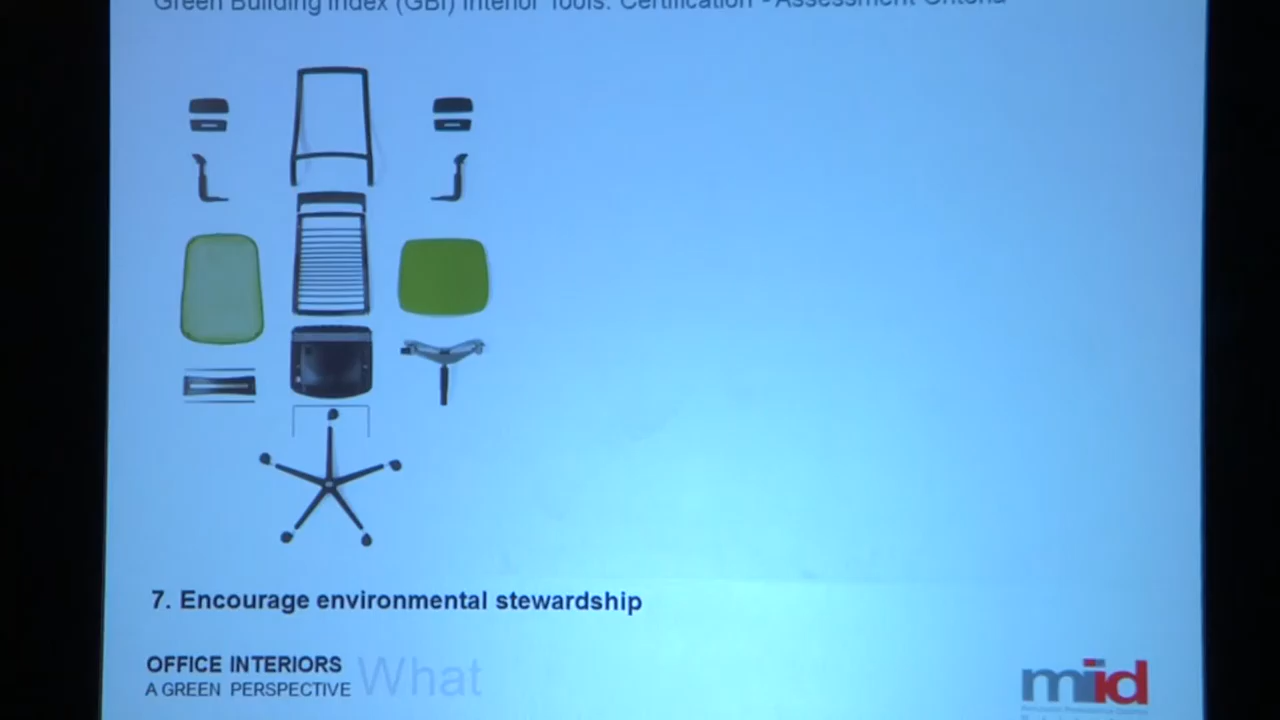 Green Building Index (GBI) Interior Tools: Certification - Assessment Criteria
7. Encourage environmental stewardship
OFFICE INTERIORS
A GREEN PERSPECTIVE
What
miid